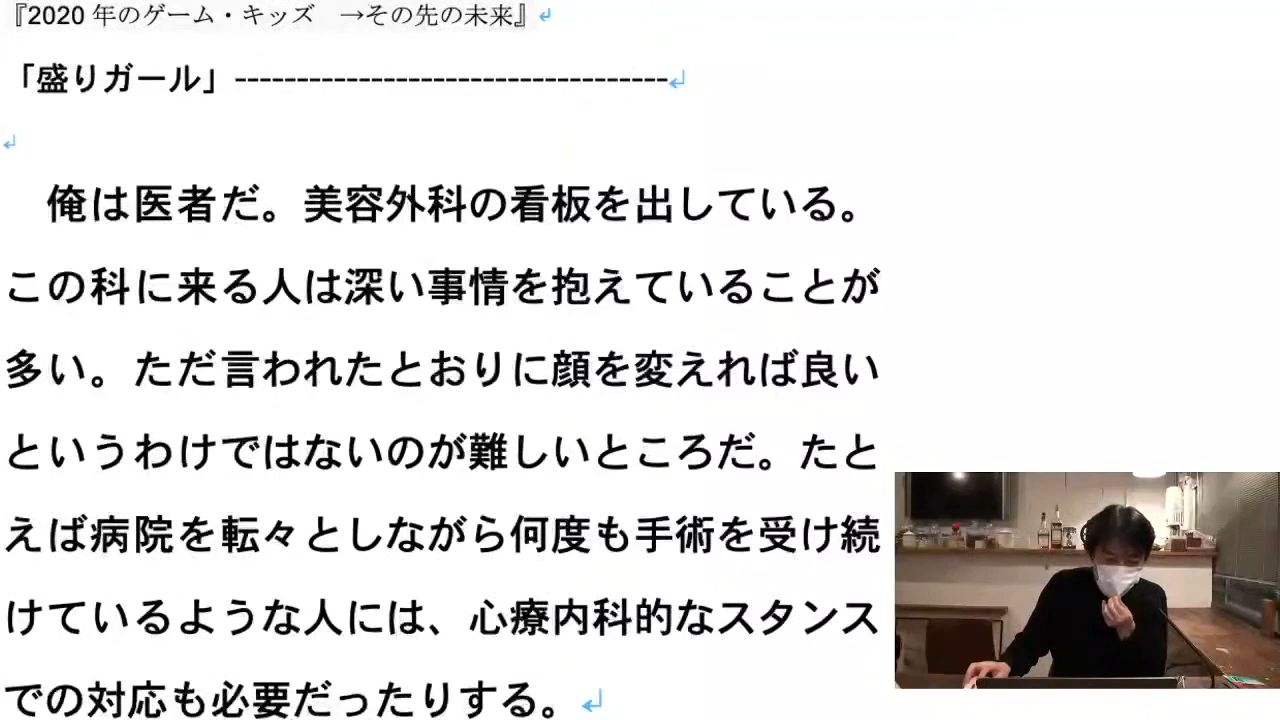 『2020 年のゲーム・キッズ　→その先の未来』
「盛りガール」-----------------------------------
俺は医者だ。美容外科の看板を出している。
この科に来る人は深い事情を抱えていることが
多い。ただ言われたとおりに顔を変えれば良い
というわけではないのが難しいところだ。たと
えば病院を転々としながら何度も手術を受け続
けているような人には、心療内科的なスタンス
での対応も必要だったりする。